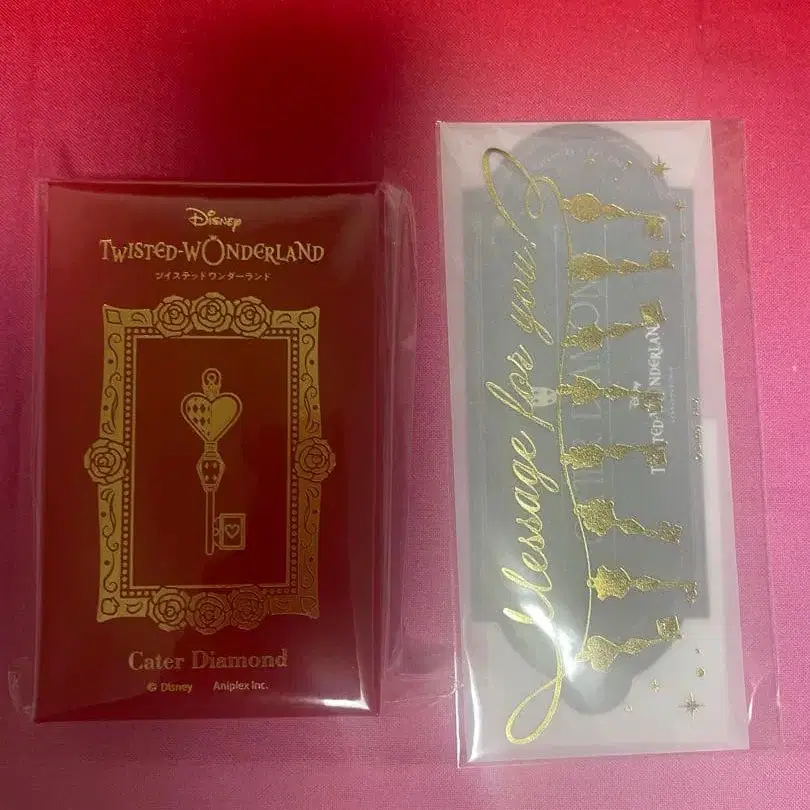 Disney
TWISTED-WONDERLAND
ツイステッドワンダーランド
Cater Diamond
© Disney Aniplex Inc.
Message for you.
Disney
TWISTED-WONDERLAND